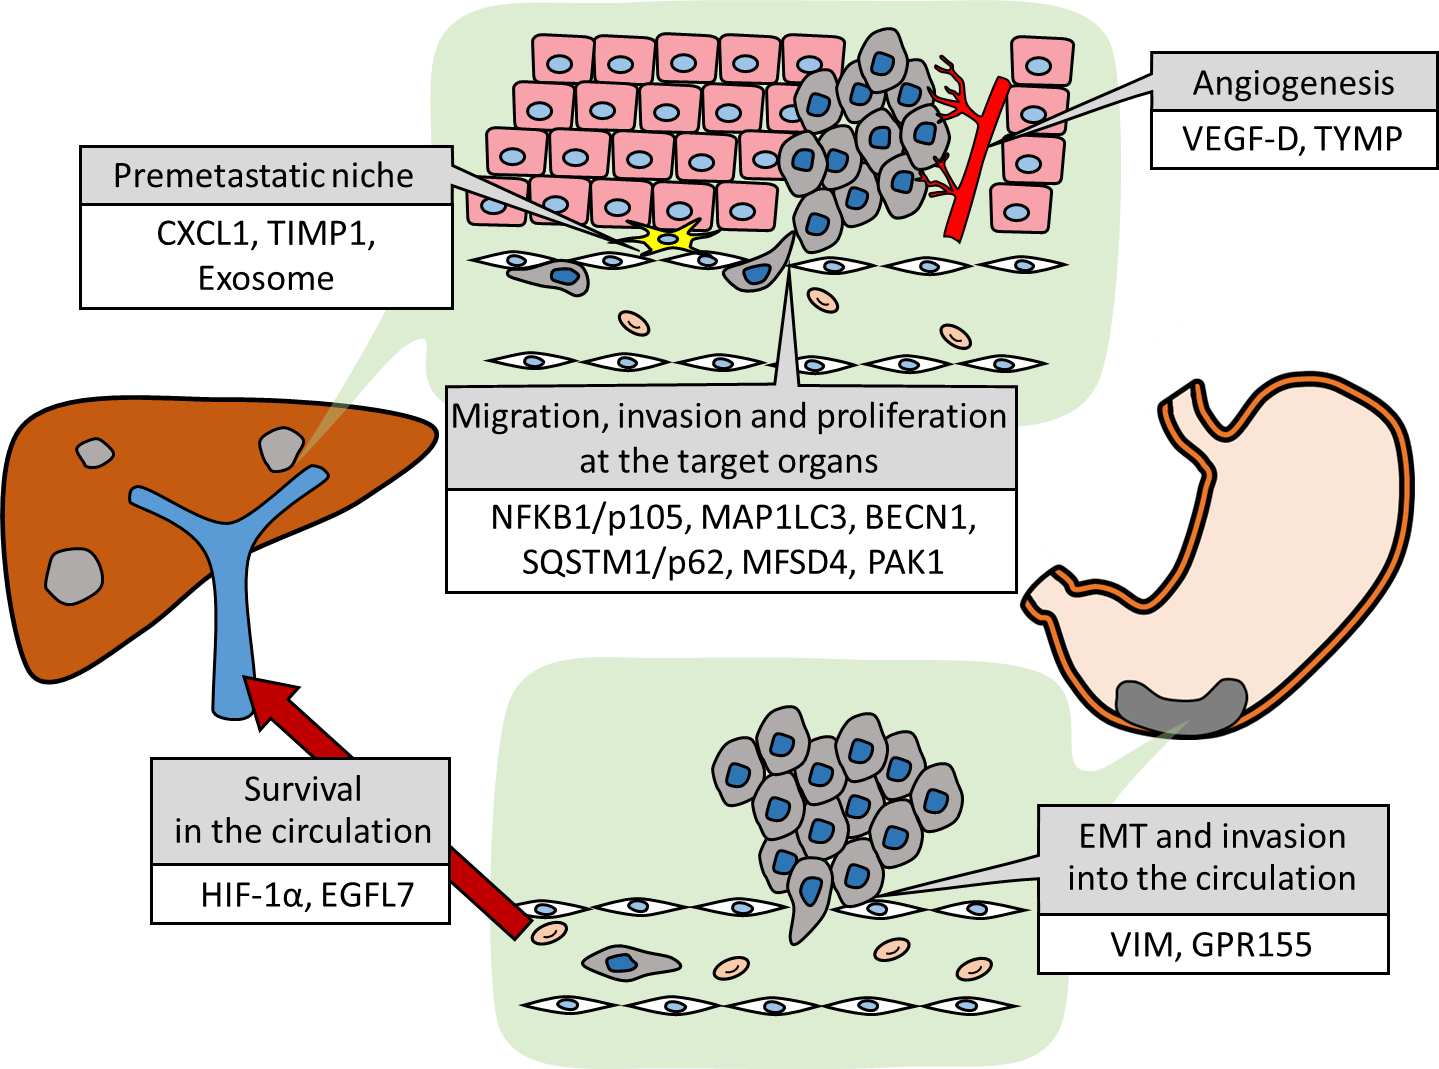 Angiogenesis
VEGF-D, TYMP
Premetastatic niche
CXCL1, TIMP1,
Exosome
Migration, invasion and proliferation
at the target organs
NFKB1/p105, MAP1LC3, BECN1,
SQSTM1/p62, MFSD4, PAK1
Survival
in the circulation
HIF-1α, EGFL7
EMT and invasion
into the circulation
VIM, GPR155